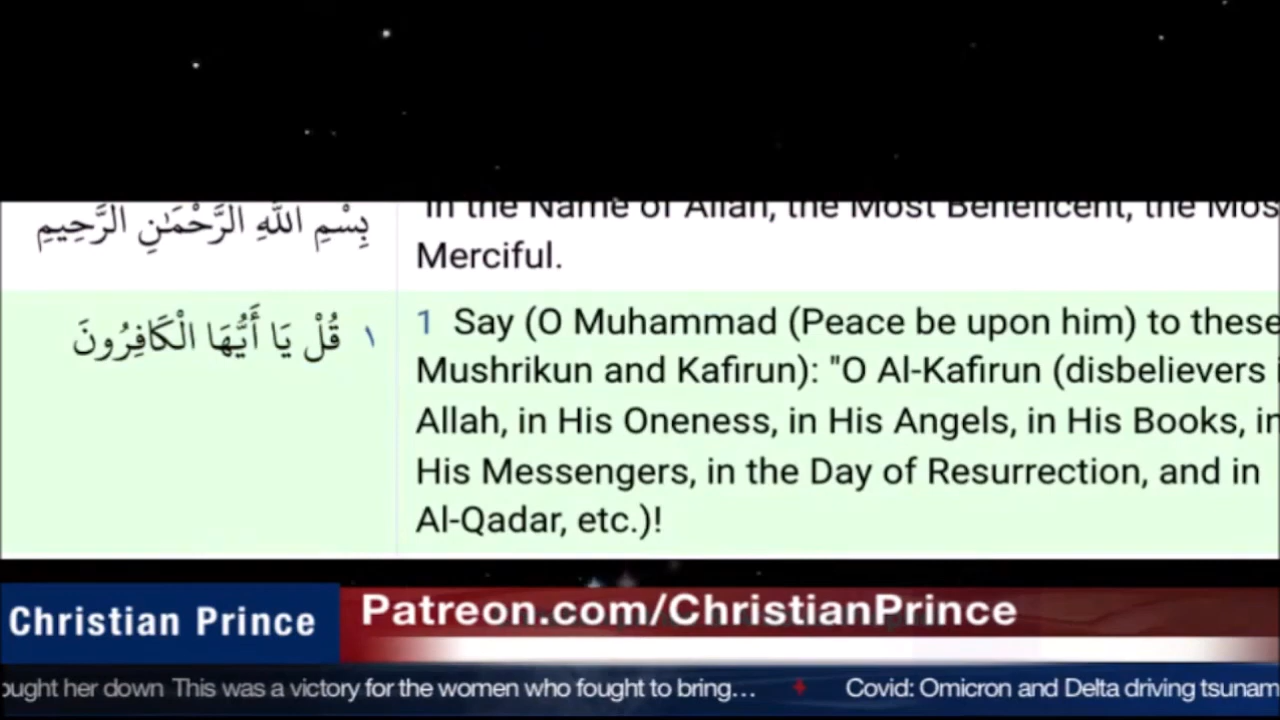 بِسْمِ اللَّهِ الرَّحْمَٰنِ الرَّحِيمِ
In the Name of Allah, the Most Beneficent, the Mos
Merciful.
١ قُلْ يَا أَيُّهَا الْكَافِرُونَ
1 Say (O Muhammad (Peace be upon him) to these
Mushrikun and Kafirun): "O Al-Kafirun (disbelievers i
Allah, in His Oneness, in His Angels, in His Books, in
His Messengers, in the Day of Resurrection, and in
Al-Qadar, etc.)!
Christian Prince
Patreon.com/ChristianPrince
ought her down This was a victory for the women who fought to bring… Covid: Omicron and Delta driving tsunam